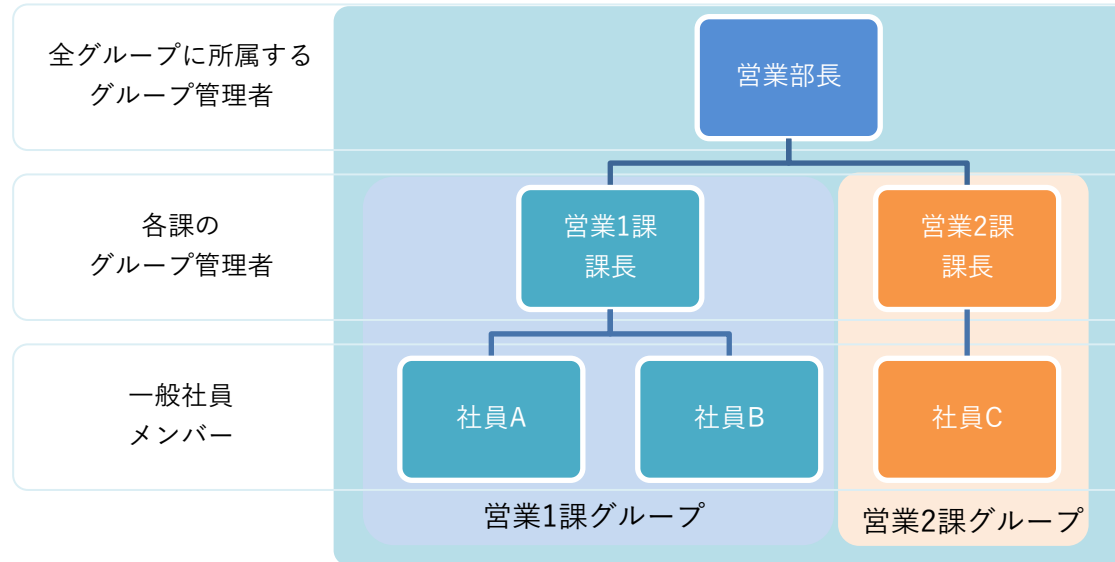 全グループに所属する
グループ管理者
営業部長
各課の
グループ管理者
営業1課
課長
営業2課
課長
一般社員
メンバー
社員A
社員B
社員C
営業1課グループ
営業2課グループ